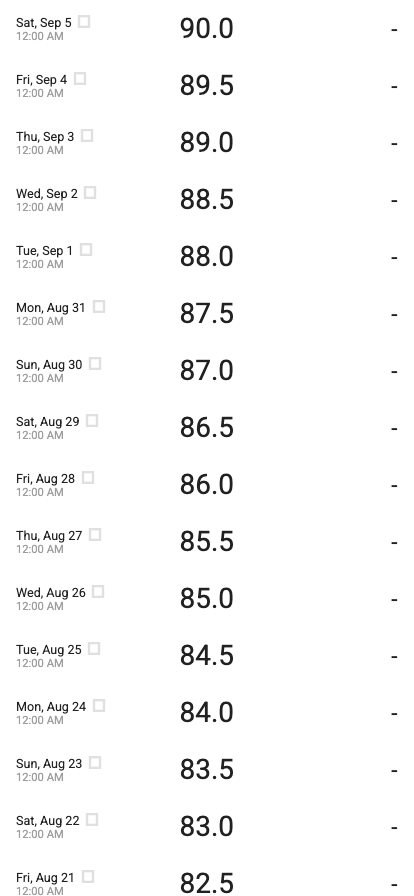 Sat, Sep 5
12:00 AM
90.0
-
Fri, Sep 4
12:00 AM
89.5
-
Thu, Sep 3
12:00 AM
89.0
-
Wed, Sep 2
12:00 AM
88.5
-
Tue, Sep 1
12:00 AM
88.0
-
Mon, Aug 31
12:00 AM
87.5
-
Sun, Aug 30
12:00 AM
87.0
-
Sat, Aug 29
12:00 AM
86.5
-
Fri, Aug 28
12:00 AM
86.0
-
Thu, Aug 27
12:00 AM
85.5
-
Wed, Aug 26
12:00 AM
85.0
-
Tue, Aug 25
12:00 AM
84.5
-
Mon, Aug 24
12:00 AM
84.0
-
Sun, Aug 23
12:00 AM
83.5
-
Sat, Aug 22
12:00 AM
83.0
-
Fri, Aug 21
12:00 AM
82.5
-